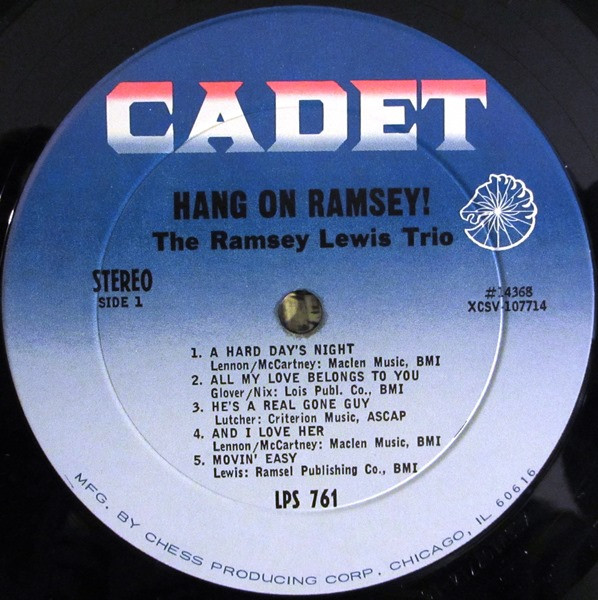 CADET
HANG ON RAMSEY!
The Ramsey Lewis Trio
STEREO
SIDE 1
#14368
XCSV-107714
1. A HARD DAY'S NIGHT
Lennon/McCartney: Maclen Music, BMI
2. ALL MY LOVE BELONGS TO YOU
Glover/Nix: Lois Publ. Co., BMI
3. HE'S A REAL GONE GUY
Lutcher: Criterion Music, ASCAP
4. AND I LOVE HER
Lennon/McCartney: Maclen Music, BMI
5. MOVIN' EASY
Lewis: Ramsel Publishing Co., BMI
LPS 761
MFG. BY CHESS PRODUCING CORP. CHICAGO, IL 60616